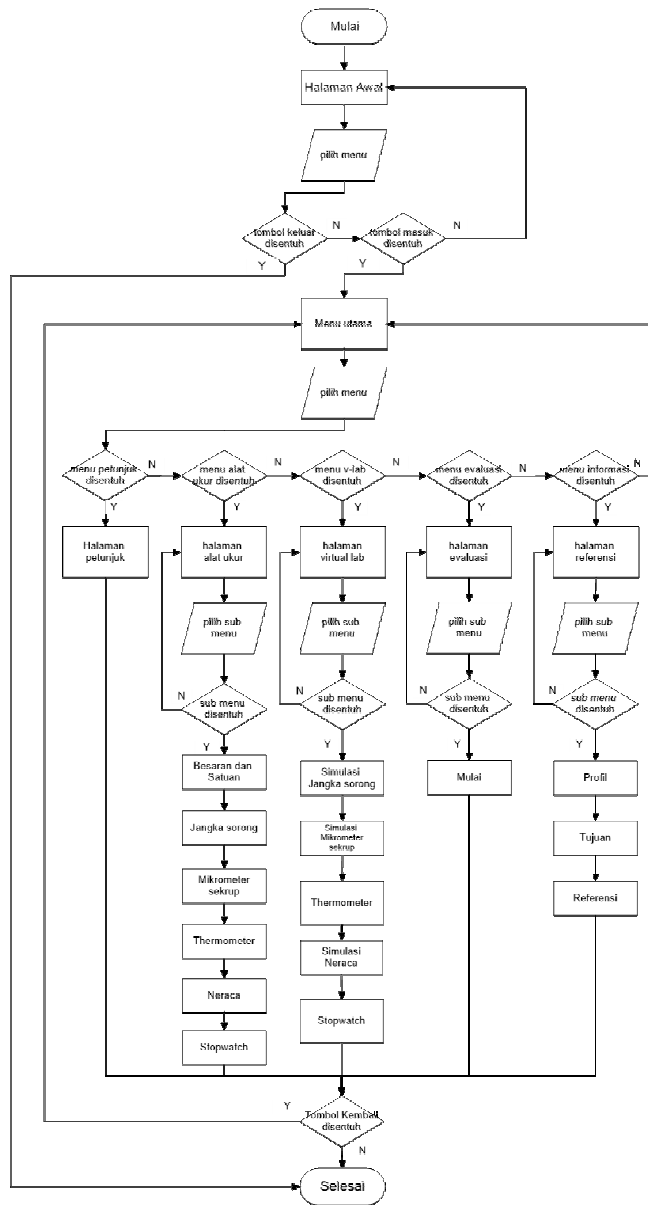 Mulai
Halaman Awal
pilih menu
tombol keluar
disentuh
N
tombol masuk
disentuh
N
Y
Y
Menu utama
pilih menu
menu petunjuk
disentuh
N
menu alat
ukur disentuh
N
menu v-lab
disentuh
N
menu evaluasi
disentuh
N
menu informasi
disentuh
N
Y
Y
Y
Y
Y
Halaman
petunjuk
halaman
alat ukur
halaman
virtual lab
halaman
evaluasi
halaman
referensi
pilih sub
menu
pilih sub
menu
pilih sub
menu
pilih sub
menu
N
sub menu
disentuh
N
sub menu
disentuh
N
sub menu
disentuh
N
sub menu
disentuh
Y
Y
Y
Y
Besaran dan
Satuan
Jangka sorong
Mikrometer
sekrup
Thermometer
Neraca
Stopwatch
Simulasi
Jangka sorong
Simulasi
Mikrometer
sekrup
Thermometer
Simulasi
Neraca
Stopwatch
Mulai
Profil
Tujuan
Referensi
Y
Tombol Kembali
disentuh
N
Selesai